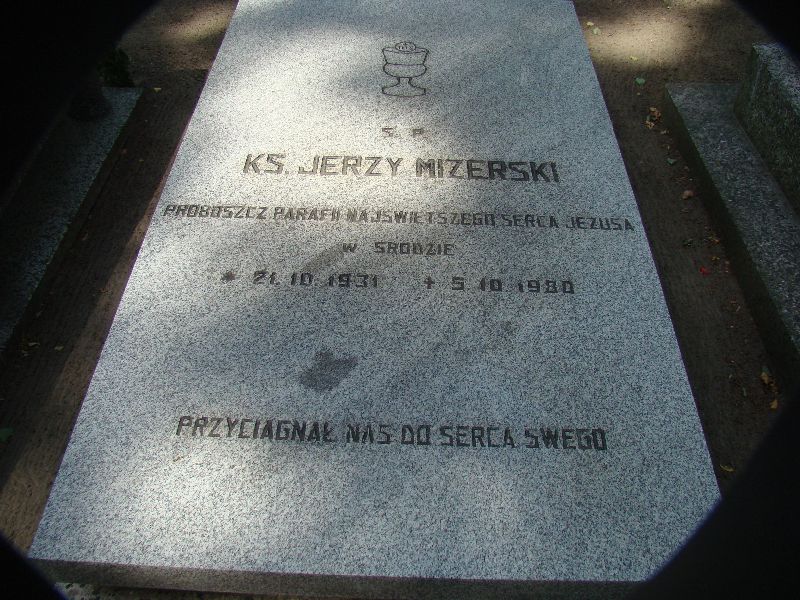 Ś. P.
KS. JERZY MIZERSKI
PROBOSZCZ PARAFII NAJŚWIĘTSZEGO SERCA JEZUSA
W ŚRODZIE
* 21.10.1931 + 5.10.1980
PRZYCIĄGNĄŁ NAS DO SERCA SWEGO